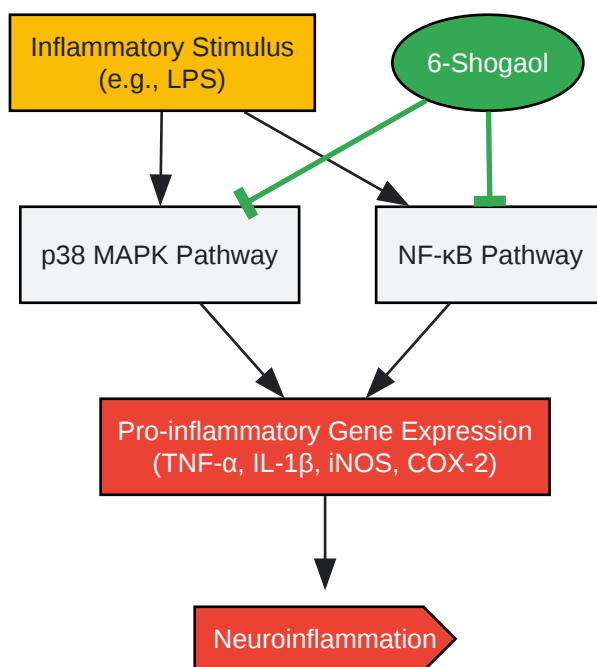 Inflammatory Stimulus
(e.g., LPS)
6-Shogaol
p38 MAPK Pathway
NF-κB Pathway
Pro-inflammatory Gene Expression
(TNF-α, IL-1β, iNOS, COX-2)
Neuroinflammation